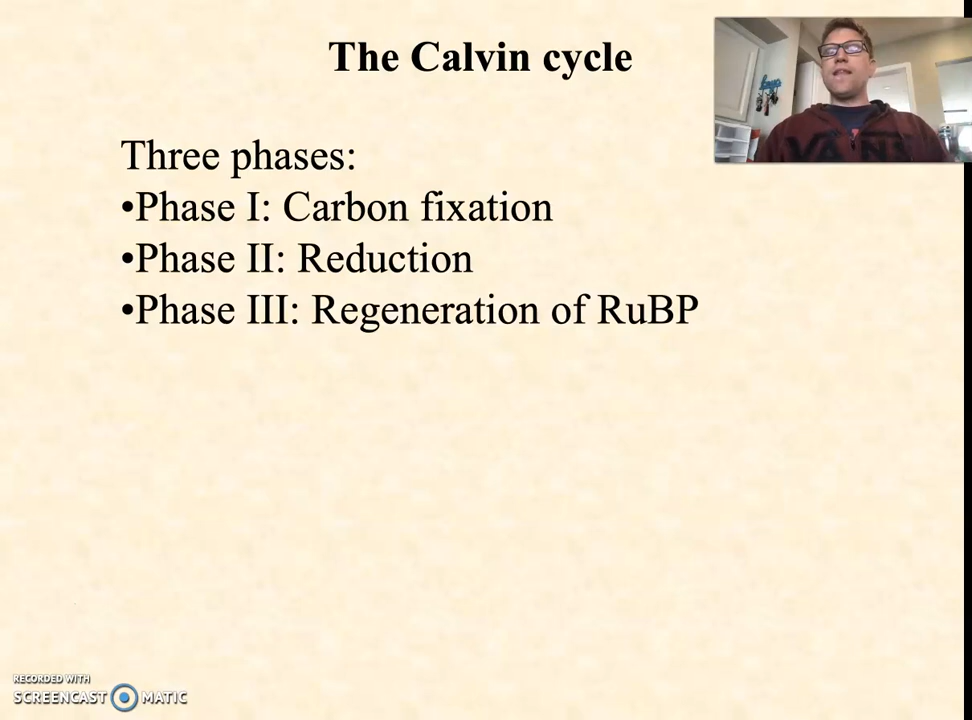 The Calvin cycle
Three phases:
•Phase I: Carbon fixation
•Phase II: Reduction
•Phase III: Regeneration of RuBP
VANS
RECORDED WITH
SCREENCAST MATIC